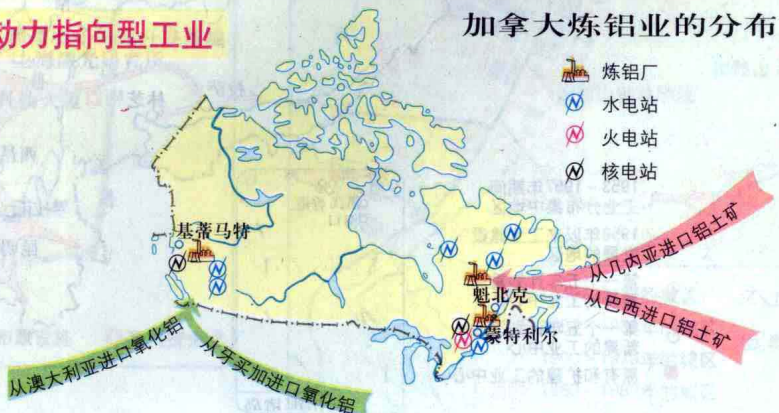 动力指向型工业
加拿大炼铝业的分布
炼铝厂
水电站
火电站
核电站
基蒂马特
魁北克
蒙特利尔
从几内亚进口铝土矿
从巴西进口铝土矿
从澳大利亚进口氧化铝
从牙买加进口氧化铝